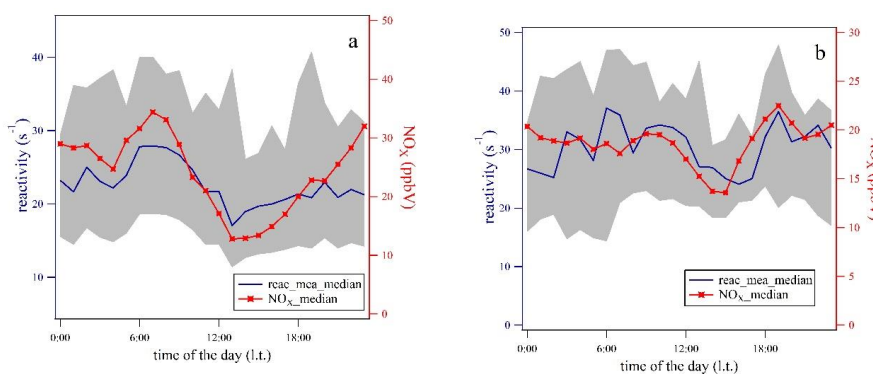 a
reactivity (s⁻¹)
40
30
20
10
50
40
30
20
10
0
NOₓ (ppbV)
reac_mea_median
NOₓ_median
0:00 6:00 12:00 18:00
time of the day (l.t.)
b
reactivity (s⁻¹)
50
40
30
20
10
0
30
25
20
15
10
5
0
reac_mea_median
NOₓ_median
0:00 6:00 12:00 18:00
time of the day (l.t.)